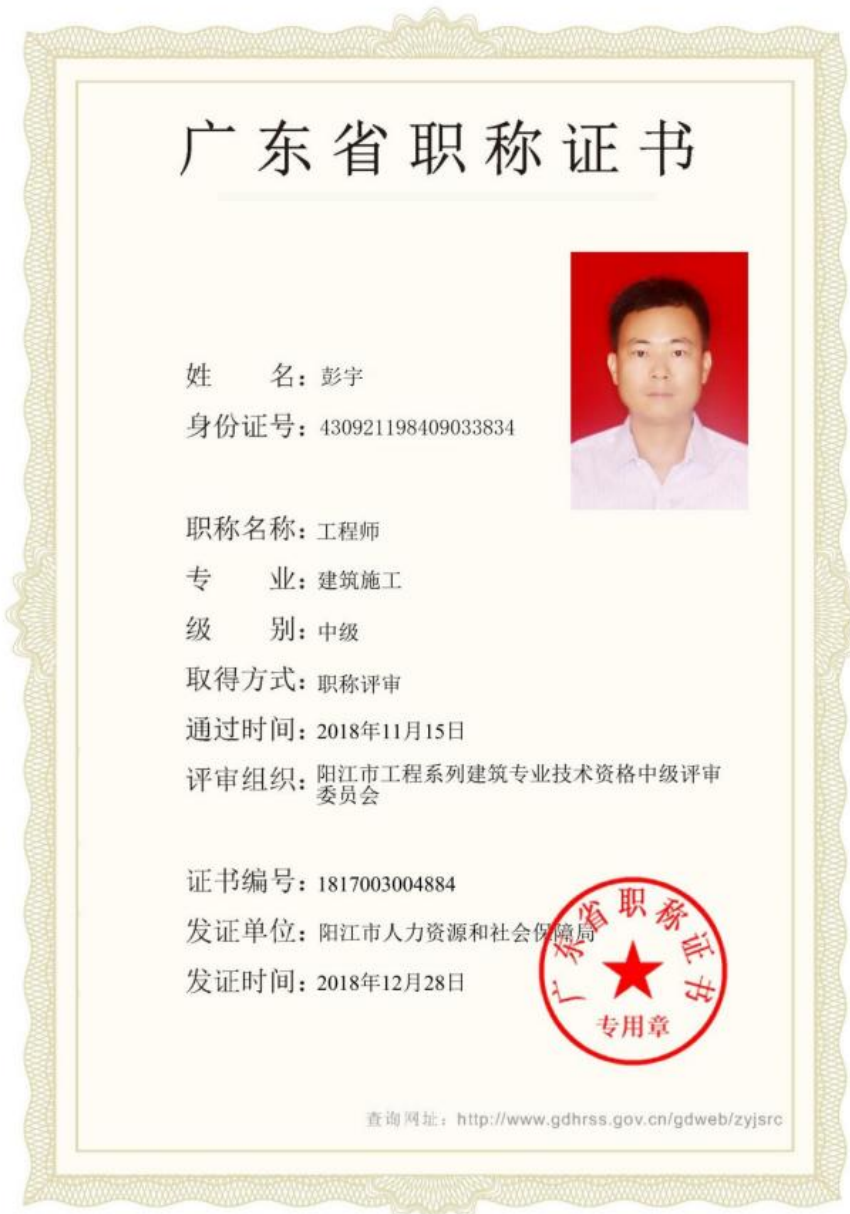 广东省职称证书
姓 名：彭宇
身份证号：430921198409033834
职称名称：工程师
专 业：建筑施工
级 别：中级
取得方式：职称评审
通过时间：2018年11月15日
评审组织：阳江市工程系列建筑专业技术资格中级评审
委员会
证书编号：1817003004884
发证单位：阳江市人力资源和社会保障局
发证时间：2018年12月28日
广东省职称证书
专用章
查询网址：http://www.gdhrss.gov.cn/gdweb/zyjsrc